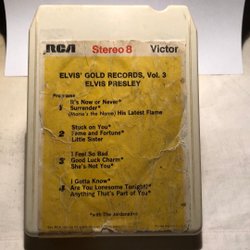 RCA Stereo 8 Victor
ELVIS' GOLD RECORDS, Vol. 3
ELVIS PRESLEY
Program
It's Now or Never*
1 Surrender*
(Marie's the Name) His Latest Flame
Stuck on You*
2 Fame and Fortune*
Little Sister
I Feel So Bad
3 Good Luck Charm*
She's Not You*
I Gotta Know*
4 Are You Lonesome Tonight?*
Anything That's Part of You*
*with The Jordanaires